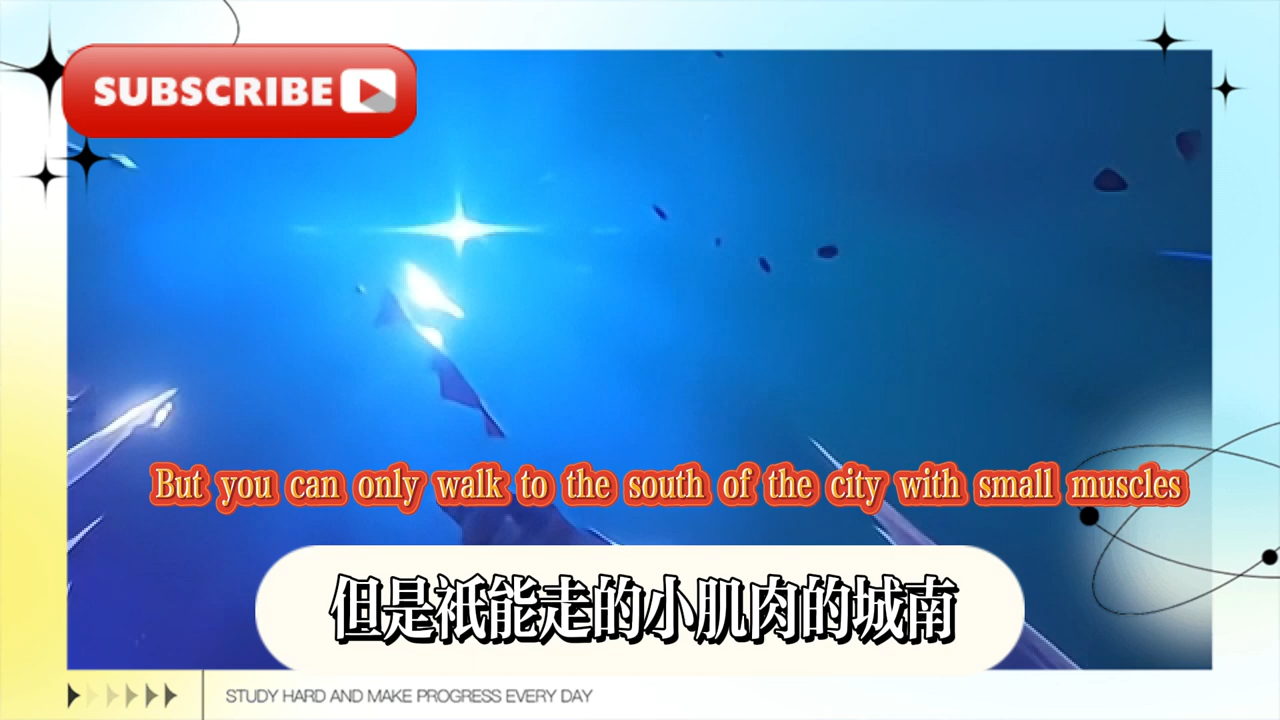 SUBSCRIBE
But you can only walk to the south of the city with small muscles
但是祇能走的小肌肉的城南
STUDY HARD AND MAKE PROGRESS EVERY DAY